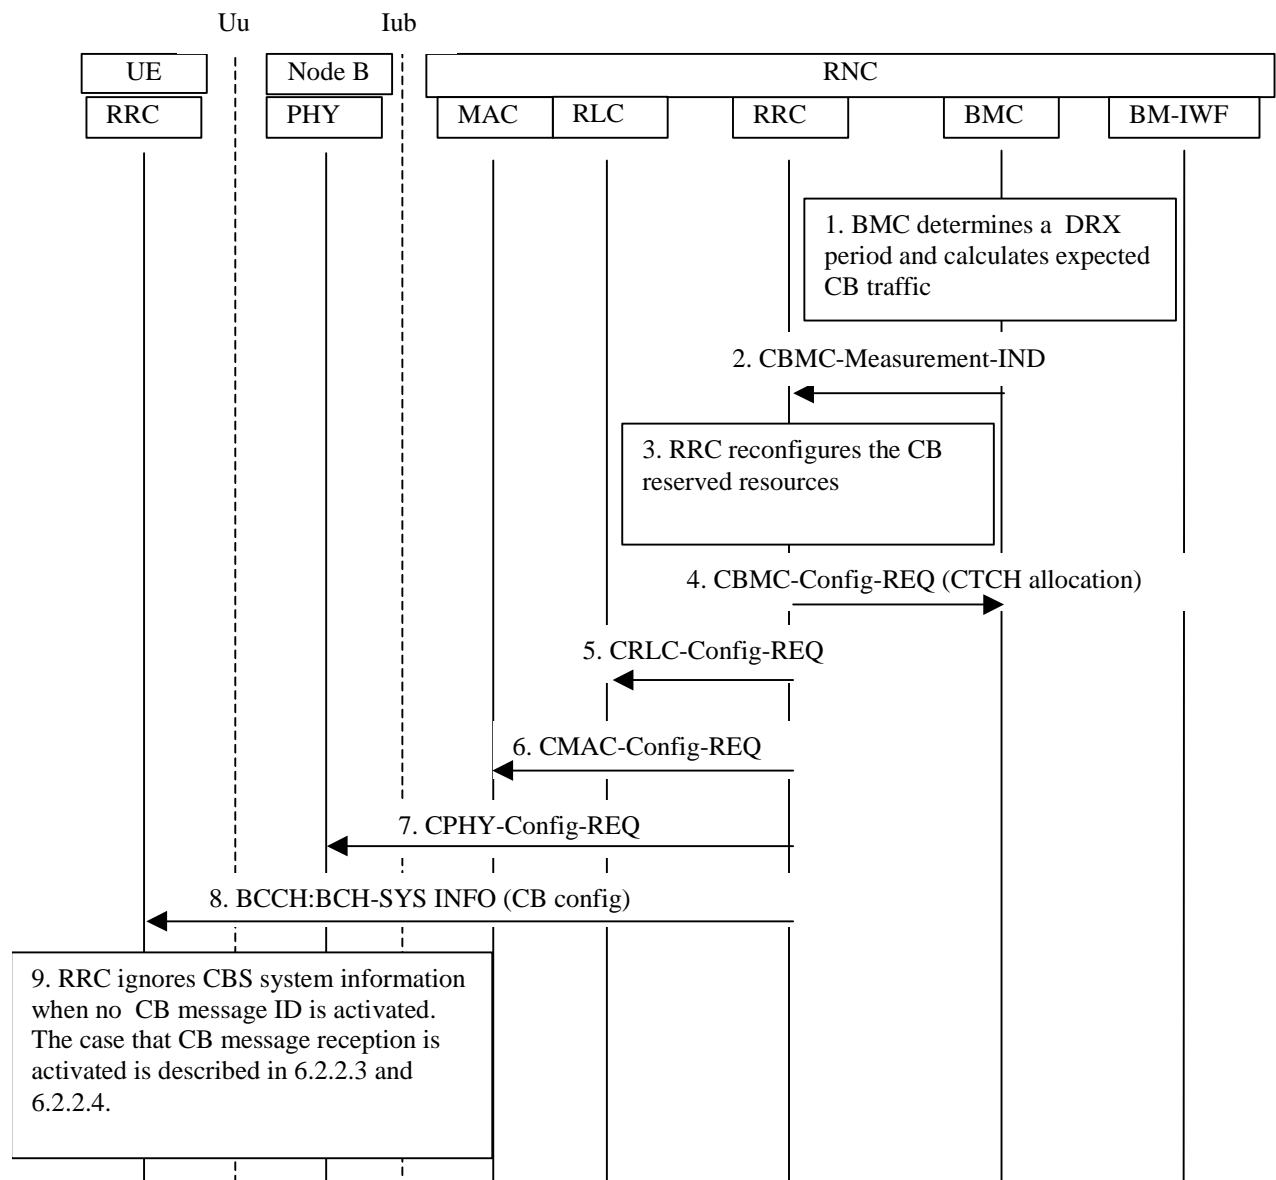 Uu Iub
UE Node B RNC
RRC PHY MAC RLC RRC BMC BM-IWF
1. BMC determines a DRX
period and calculates expected
CB traffic
2. CBMC-Measurement-IND
3. RRC reconfigures the CB
reserved resources
4. CBMC-Config-REQ (CTCH allocation)
5. CRLC-Config-REQ
6. CMAC-Config-REQ
7. CPHY-Config-REQ
8. BCCH:BCH-SYS INFO (CB config)
9. RRC ignores CBS system information
when no CB message ID is activated.
The case that CB message reception is
activated is described in 6.2.2.3 and
6.2.2.4.